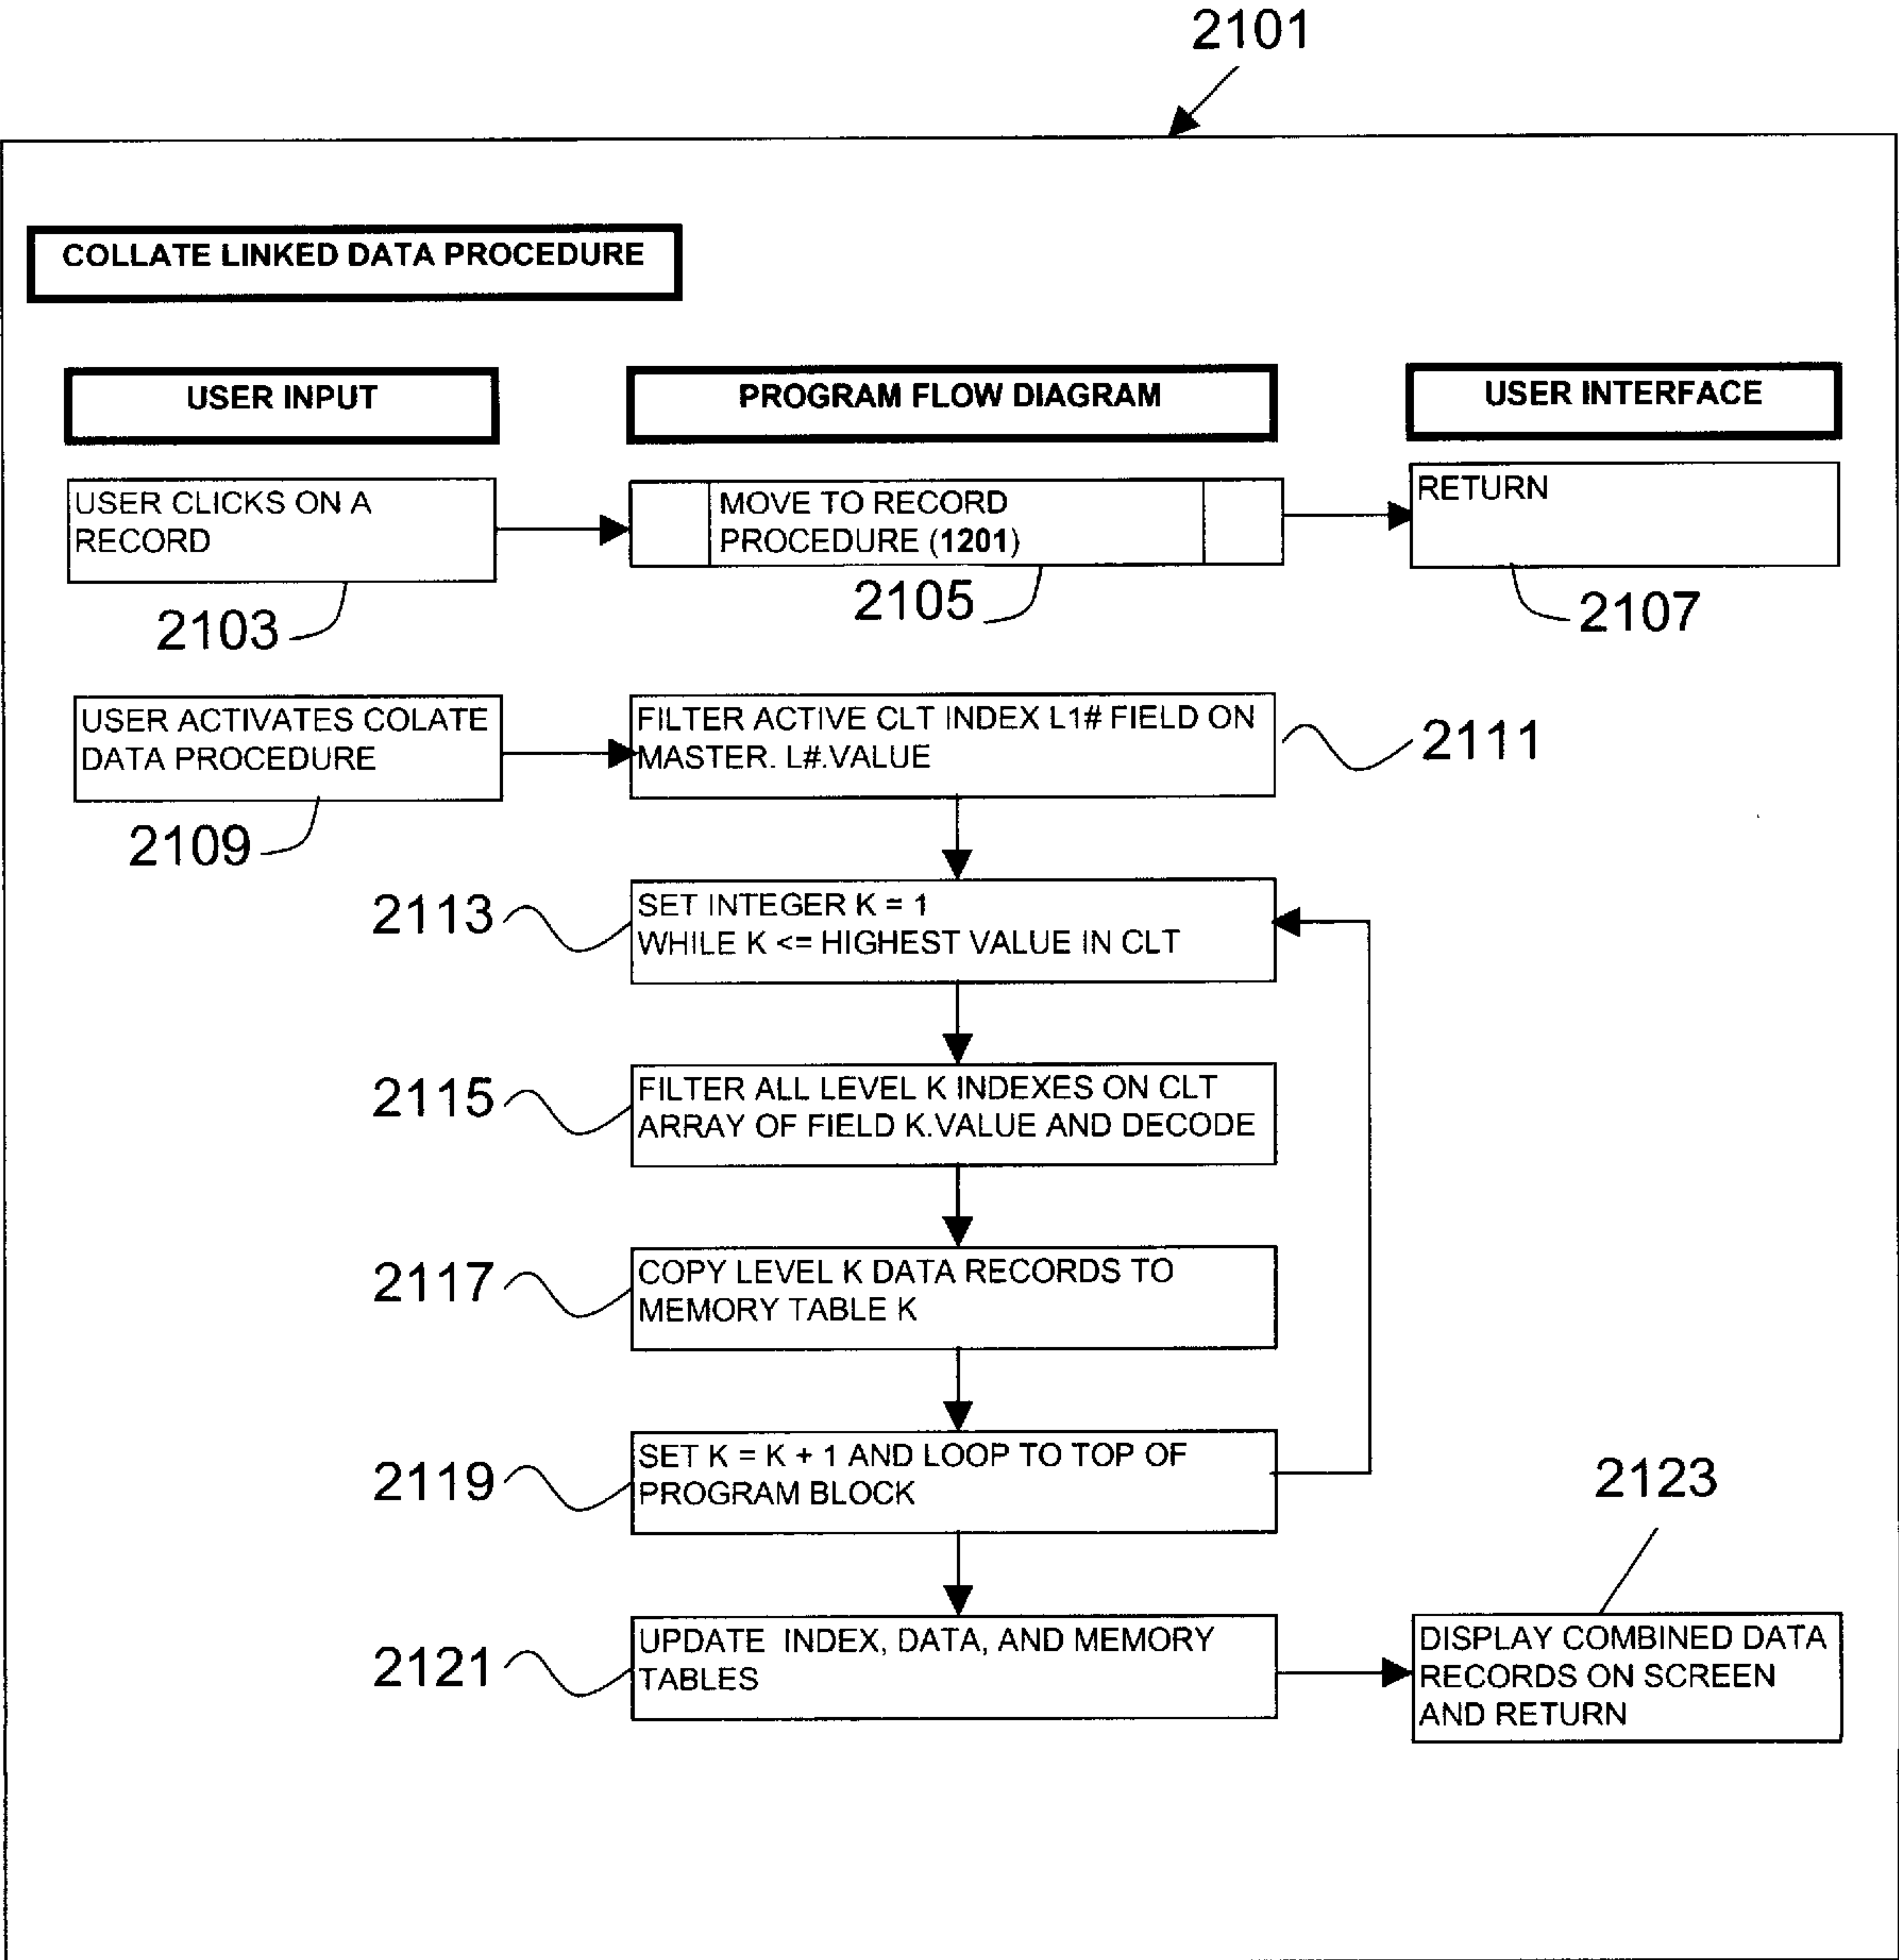 2101
COLLATE LINKED DATA PROCEDURE
USER INPUT
PROGRAM FLOW DIAGRAM
USER INTERFACE
USER CLICKS ON A
RECORD
2103
MOVE TO RECORD
PROCEDURE (1201)
2105
RETURN
2107
USER ACTIVATES COLATE
DATA PROCEDURE
2109
FILTER ACTIVE CLT INDEX L1# FIELD ON
MASTER. L#.VALUE
2111
2113
SET INTEGER K = 1
WHILE K <= HIGHEST VALUE IN CLT
2115
FILTER ALL LEVEL K INDEXES ON CLT
ARRAY OF FIELD K.VALUE AND DECODE
2117
COPY LEVEL K DATA RECORDS TO
MEMORY TABLE K
2119
SET K = K + 1 AND LOOP TO TOP OF
PROGRAM BLOCK
2121
UPDATE INDEX, DATA, AND MEMORY
TABLES
2123
DISPLAY COMBINED DATA
RECORDS ON SCREEN
AND RETURN